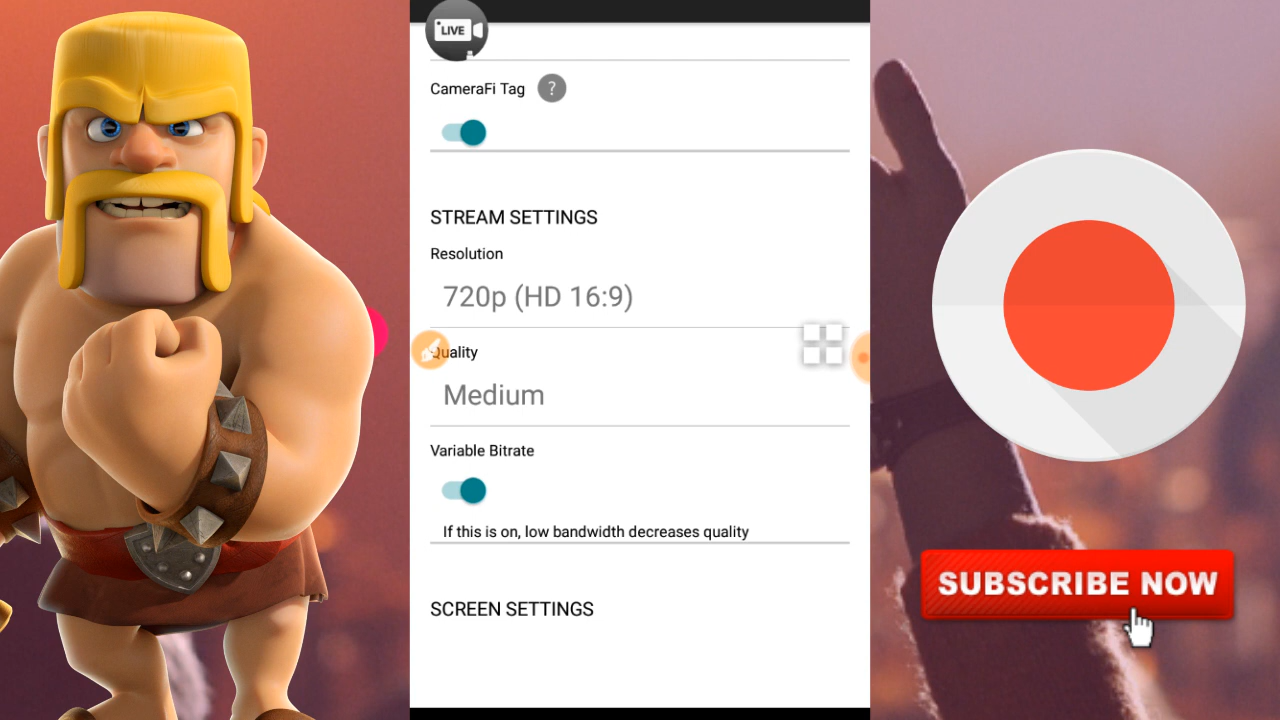 LIVE
CameraFi Tag ?
STREAM SETTINGS
Resolution
720p (HD 16:9)
Quality
Medium
Variable Bitrate
If this is on, low bandwidth decreases quality
SCREEN SETTINGS
SUBSCRIBE NOW